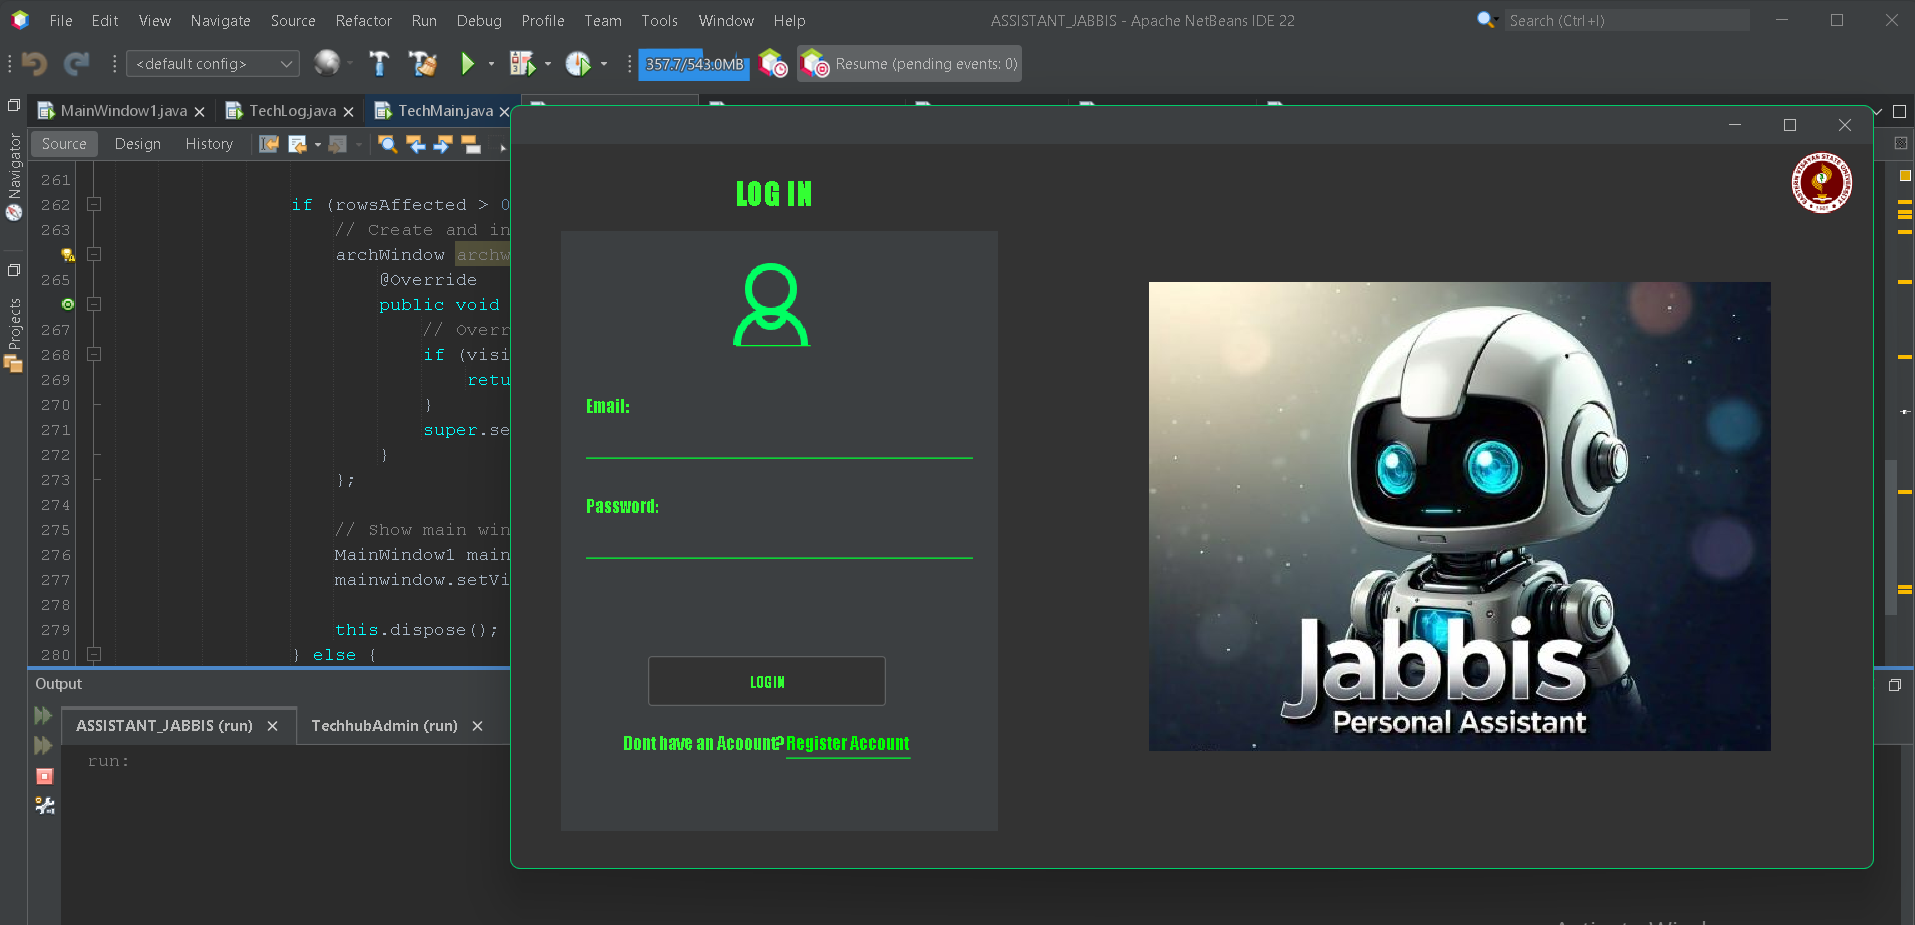 File Edit View Navigate Source Refactor Run Debug Profile Team Tools Window Help
ASSISTANT_JABBIS - Apache NetBeans IDE 22
Search (Ctrl+I)
<default config>
357.7/543.0MB
Resume (pending events: 0)
MainWindow1.java
TechLog.java
TechMain.java
Source Design History
Navigator
Projects
261
262 if (rowsAffected > 0
263 // Create and in
archWindow archw
265 @Override
public void
267 // Overr
268 if (visi
269 retu
270 }
271 super.se
272 }
273 };
274
275 // Show main win
276 MainWindow1 main
277 mainwindow.setVi
278
279 this.dispose();
280 } else {
Output
ASSISTANT_JABBIS (run)
TechhubAdmin (run)
run:
LOG IN
Email:
Password:
LOGIN
Dont have an Acoount? Register Account
Jabbis
Personal Assistant